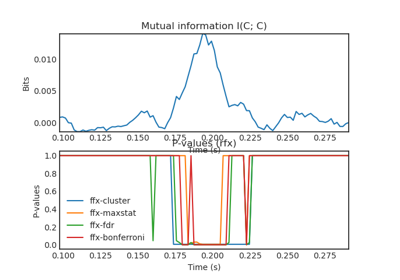 Mutual information I(C; C)
0.010
0.005
0.000
Bits
0.100 0.125 0.150 0.175 0.200 0.225 0.250 0.275
Time (s)
P-values (rfx)
1.0
0.8
0.6
0.4
0.2
0.0
P-values
ffx-cluster
ffx-maxstat
ffx-fdr
ffx-bonferroni
0.100 0.125 0.150 0.175 0.200 0.225 0.250 0.275
Time (s)